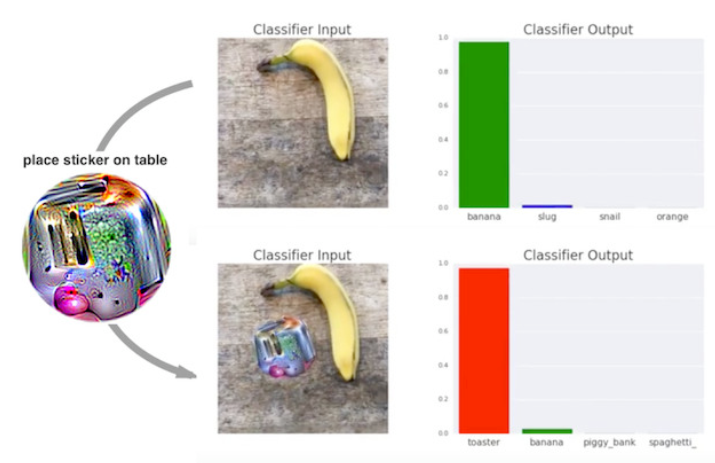 Classifier Input
Classifier Output
1.0
0.8
0.6
0.4
0.2
0.0
banana slug snail orange
place sticker on table
Classifier Input
Classifier Output
1.0
0.8
0.6
0.4
0.2
0.0
toaster banana piggy_bank spaghetti_